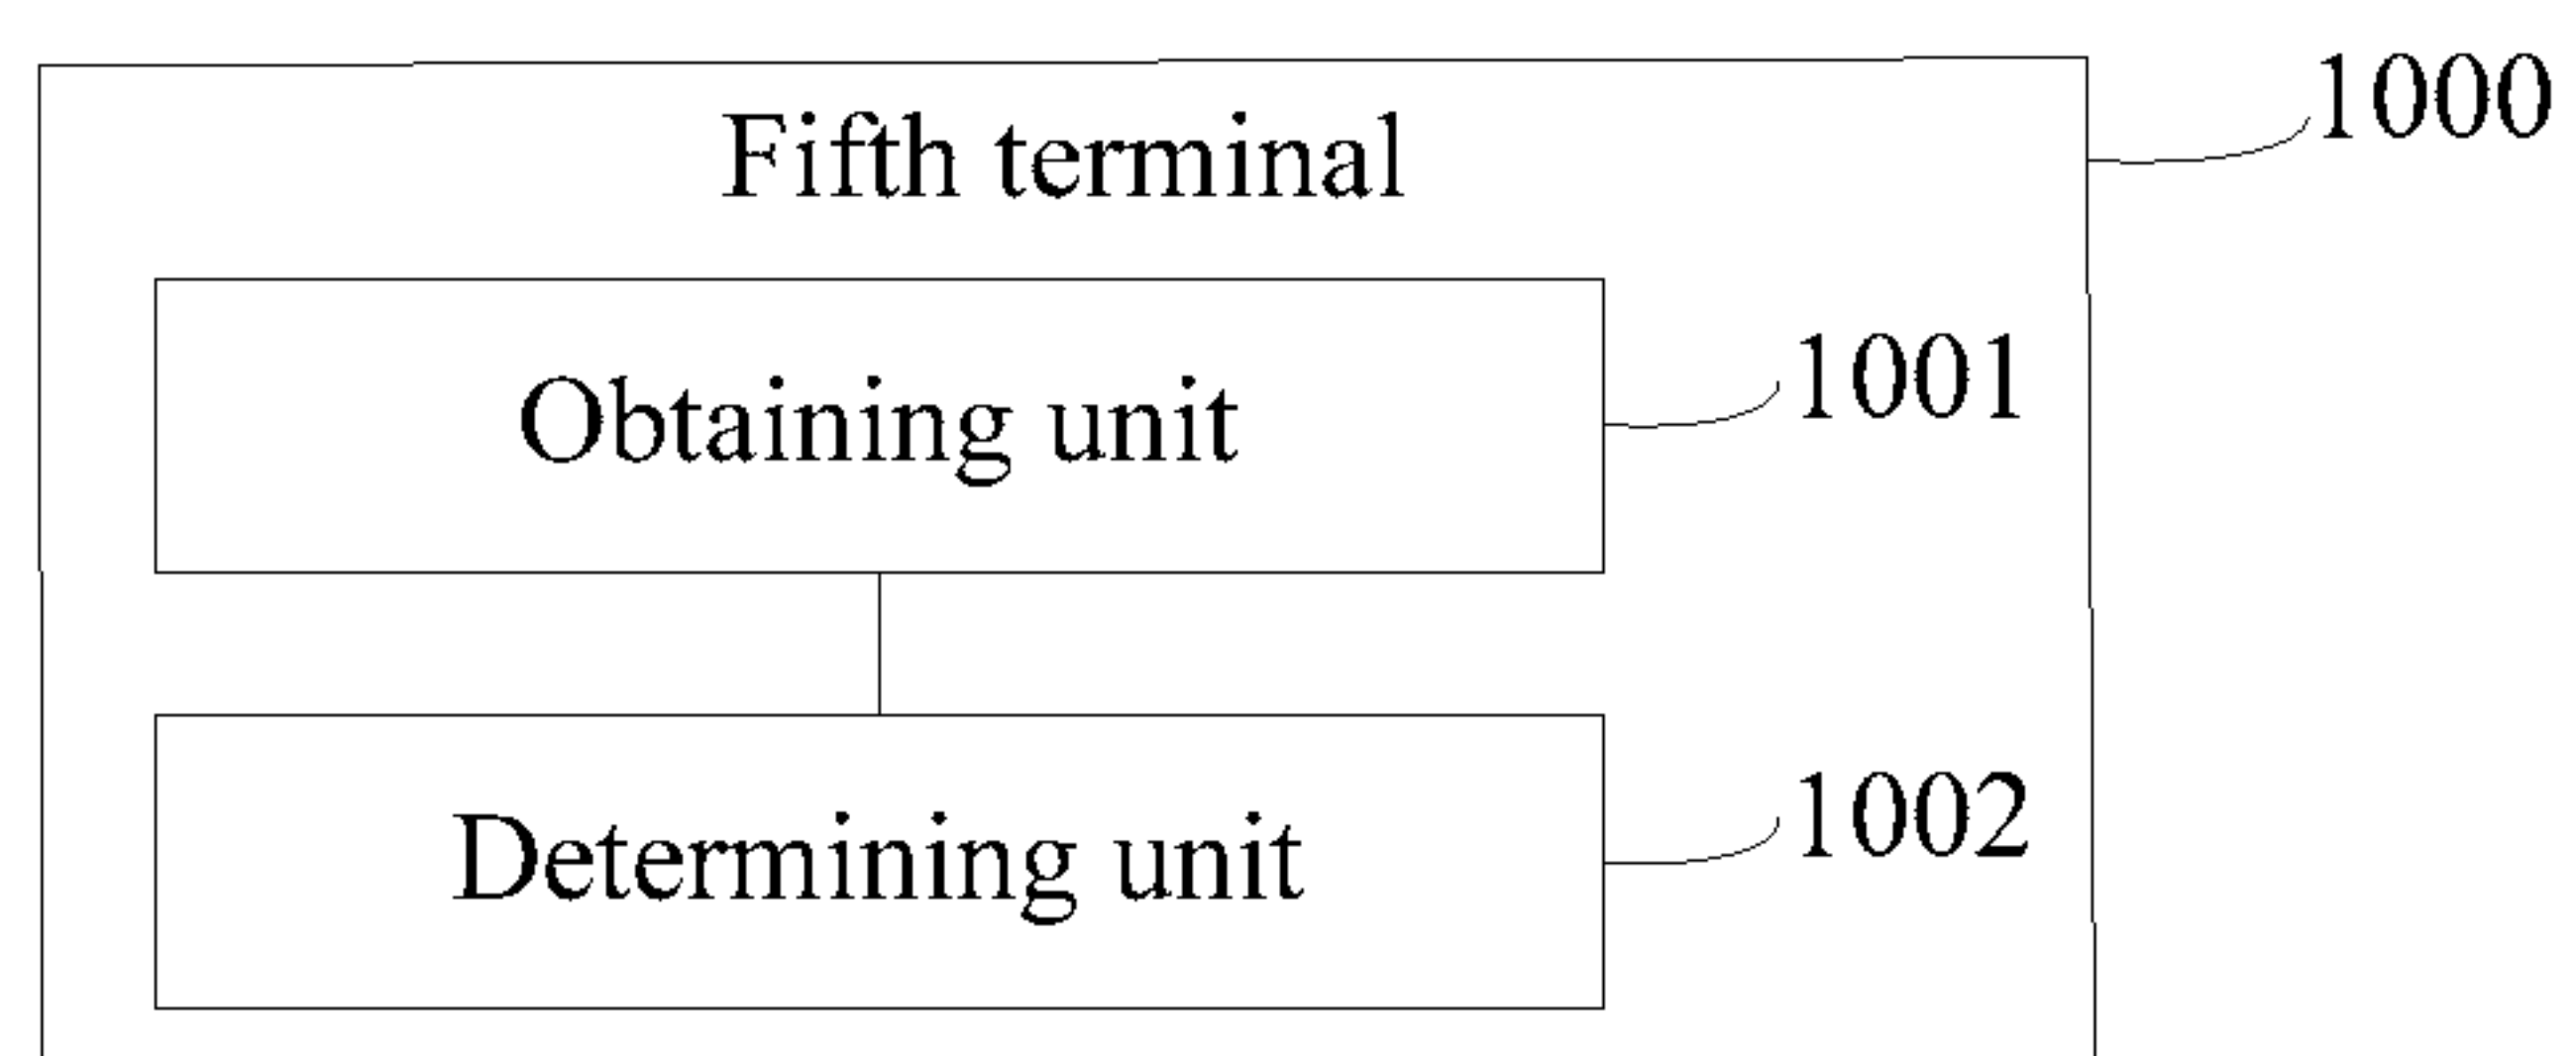 Fifth terminal
1000
Obtaining unit
1001
Determining unit
1002